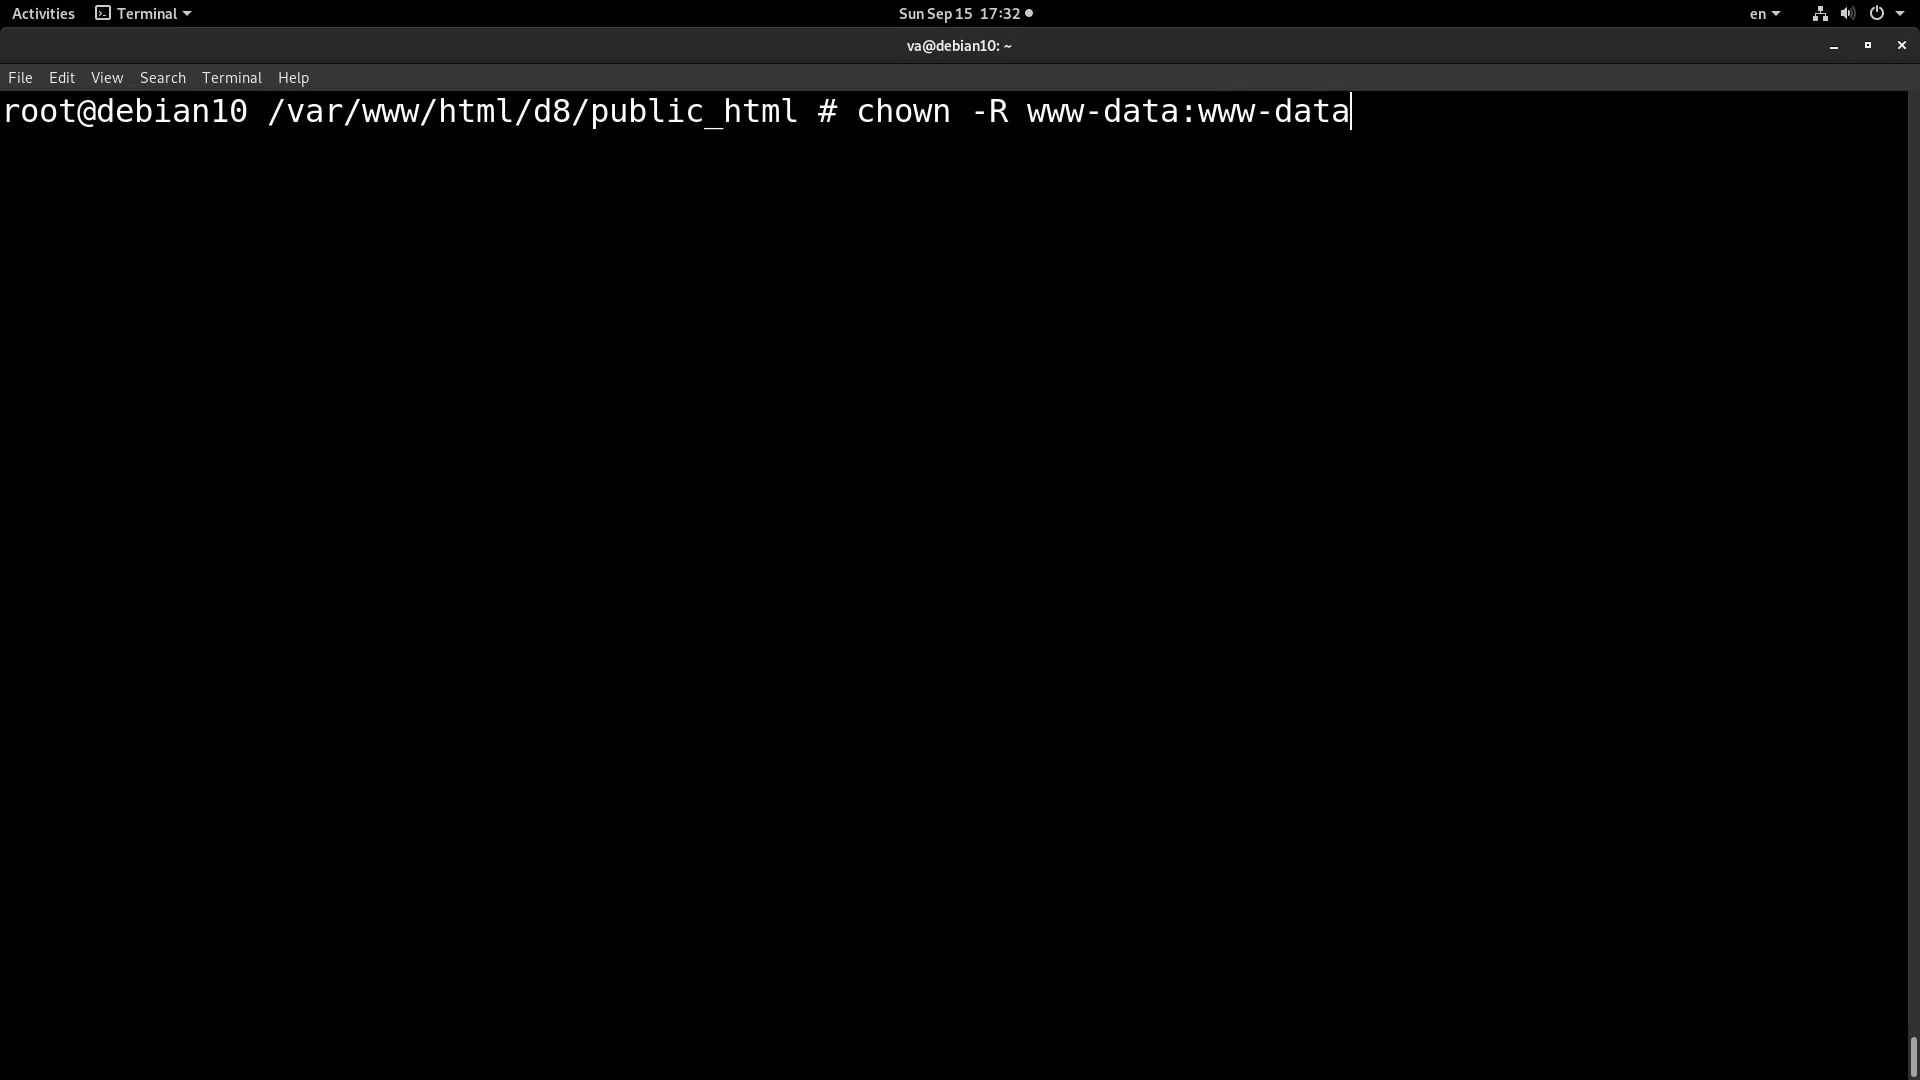 Activities Terminal Sun Sep 15 17:32 en
va@debian10: ~
File Edit View Search Terminal Help
root@debian10 /var/www/html/d8/public_html # chown -R www-data:www-data